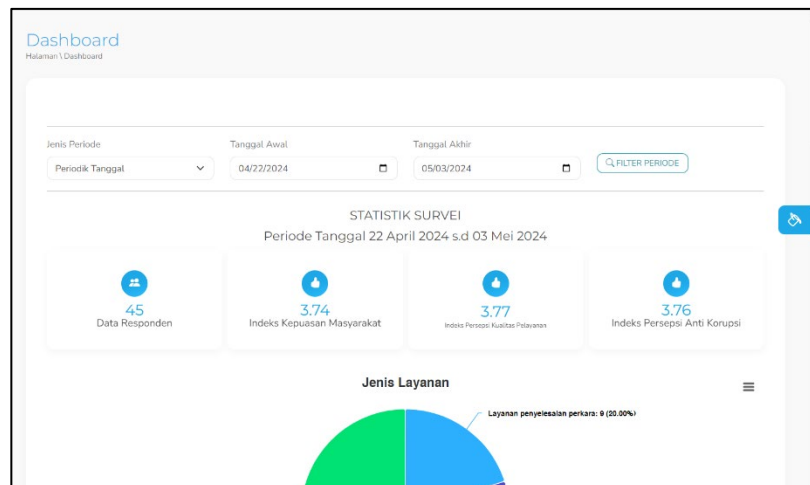 Dashboard
Halaman \ Dashboard
Jenis Periode
Tanggal Awal
Tanggal Akhir
Periodik Tanggal
04/22/2024
05/03/2024
FILTER PERIODE
STATISTIK SURVEI
Periode Tanggal 22 April 2024 s.d 03 Mei 2024
45
Data Responden
3.74
Indeks Kepuasan Masyarakat
3.77
Indeks Persepsi Kualitas Pelayanan
3.76
Indeks Persepsi Anti Korupsi
Jenis Layanan
Layanan penyelesaian perkara: 9 (20.00%)